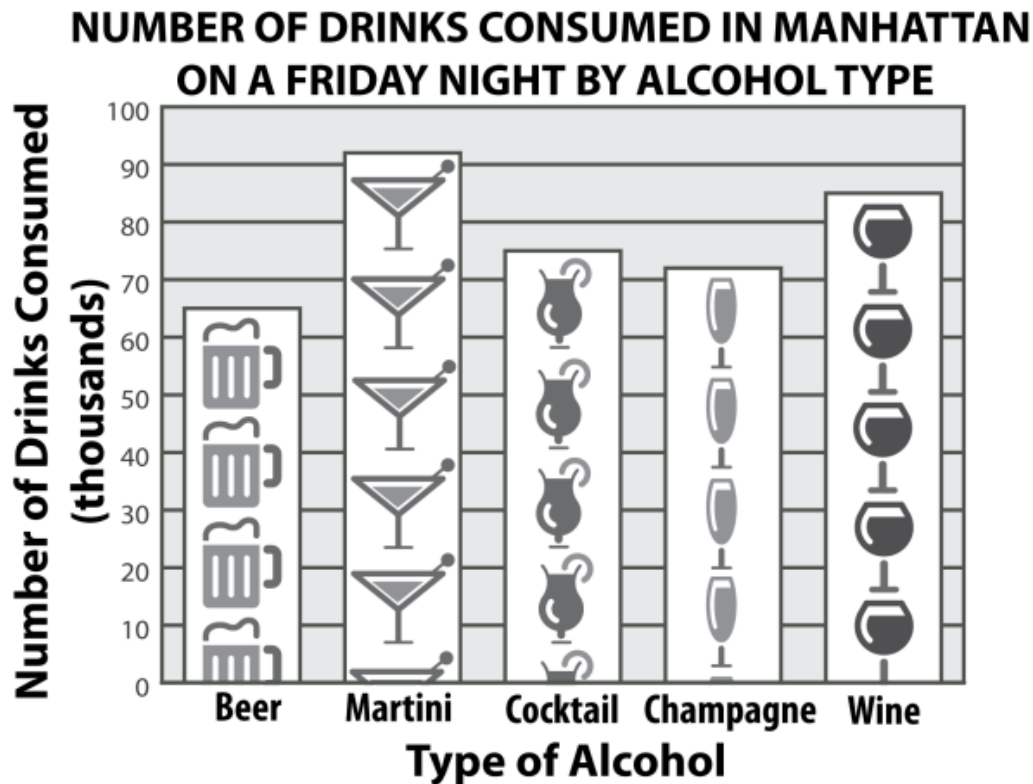 NUMBER OF DRINKS CONSUMED IN MANHATTAN
ON A FRIDAY NIGHT BY ALCOHOL TYPE
Number of Drinks Consumed
(thousands)
100
90
80
70
60
50
40
30
20
10
0
Beer Martini Cocktail Champagne Wine
Type of Alcohol